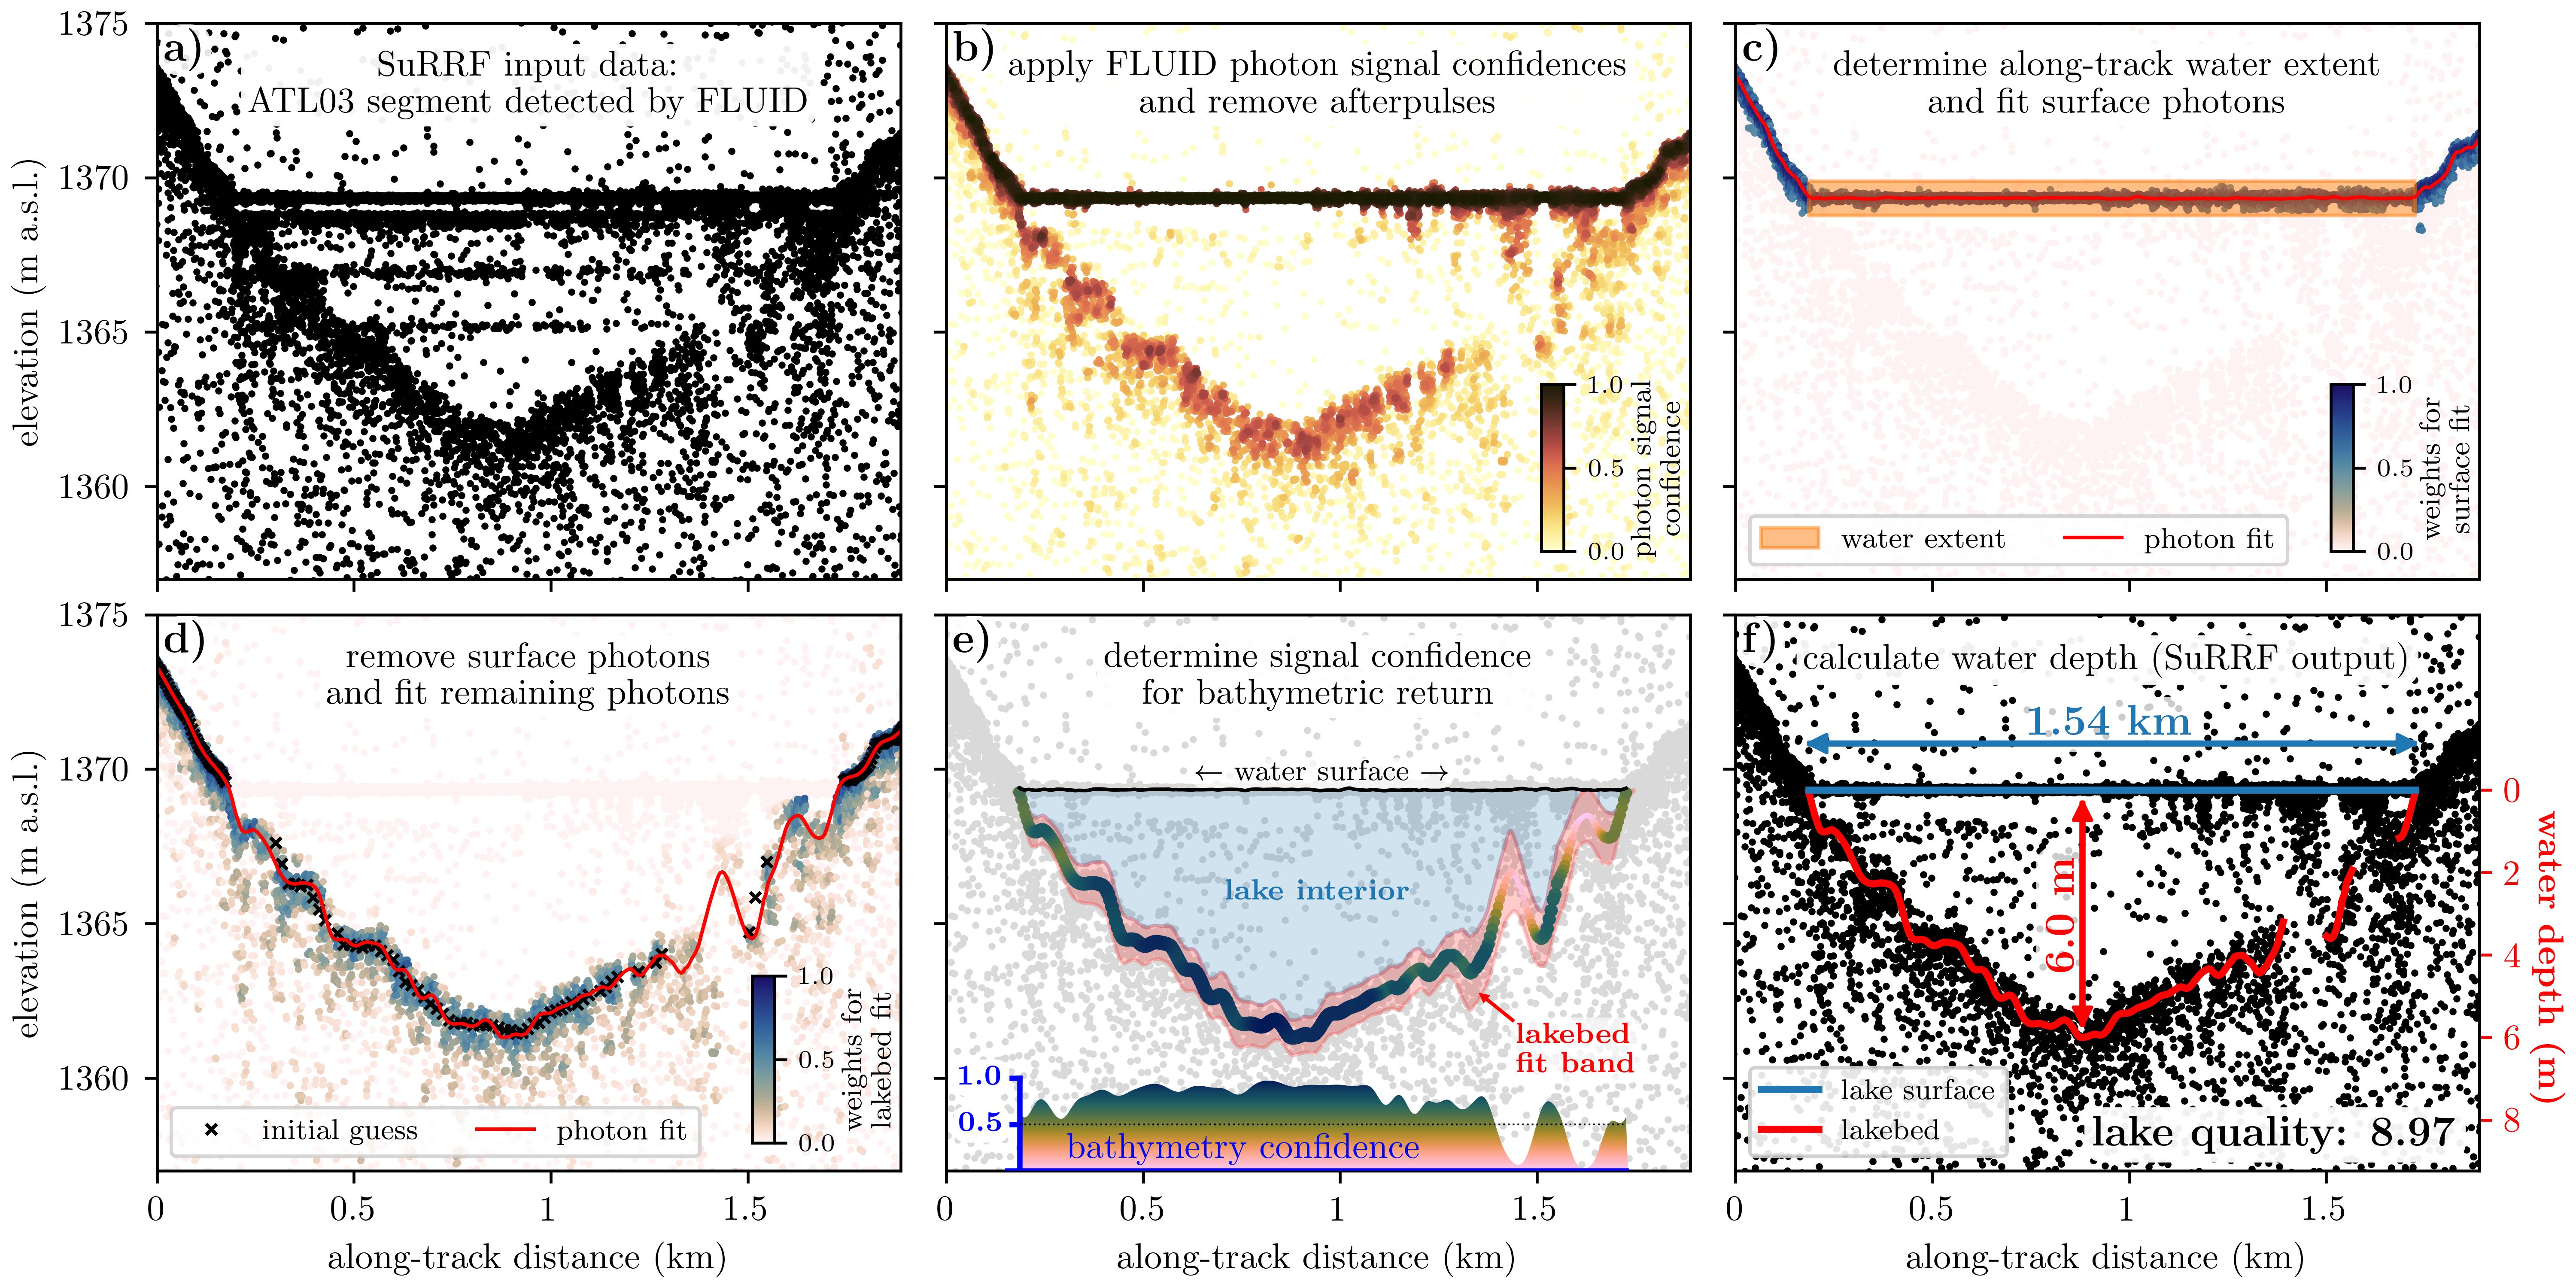 a)
SuRRF input data:
ATL03 segment detected by FLUID
elevation (m a.s.l.)
1375
1370
1365
1360
b)
apply FLUID photon signal confidences
and remove afterpulses
1.0
0.5
0.0
photon signal
confidence
c)
determine along-track water extent
and fit surface photons
1.0
0.5
0.0
weights for
surface fit
water extent
photon fit
d)
remove surface photons
and fit remaining photons
elevation (m a.s.l.)
1375
1370
1365
1360
1.0
0.5
0.0
weights for
lakebed fit
initial guess
photon fit
0
0.5
1
1.5
along-track distance (km)
e)
determine signal confidence
for bathymetric return
← water surface →
lake interior
lakebed
fit band
1.0
0.5
bathymetry confidence
0
0.5
1
1.5
along-track distance (km)
f)
calculate water depth (SuRRF output)
1.54 km
6.0 m
lake surface
lakebed
lake quality: 8.97
0
2
4
6
8
water depth (m)
0
0.5
1
1.5
along-track distance (km)